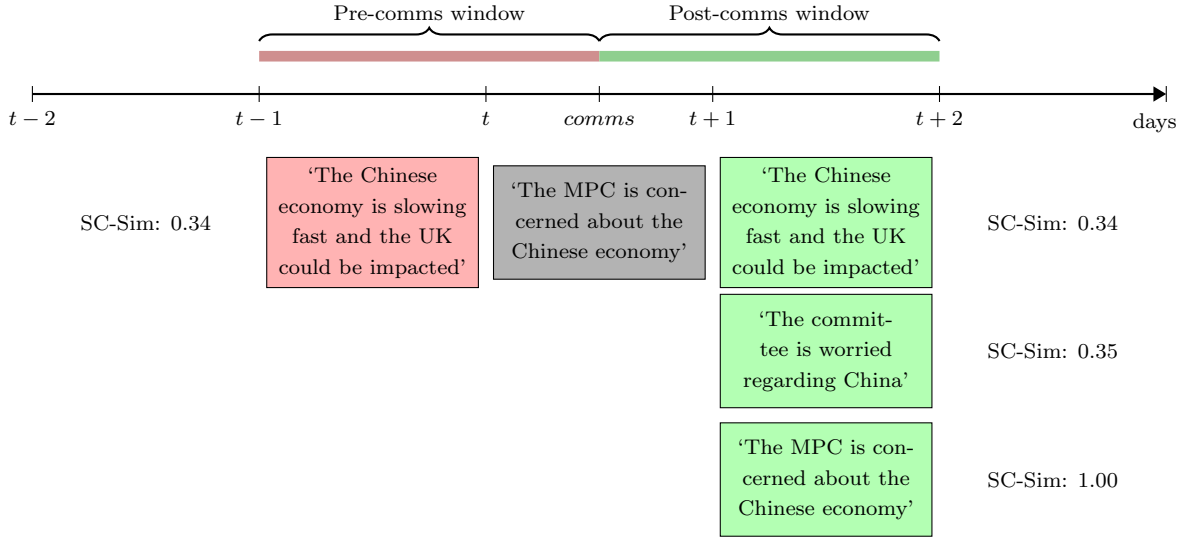 Pre-comms window
Post-comms window
t − 2
t − 1
t
comms
t + 1
t + 2
days
SC-Sim: 0.34
‘The Chinese
economy is slowing
fast and the UK
could be impacted’
‘The MPC is con-
cerned about the
Chinese economy’
‘The Chinese
economy is slowing
fast and the UK
could be impacted’
SC-Sim: 0.34
‘The commit-
tee is worried
regarding China’
SC-Sim: 0.35
‘The MPC is con-
cerned about the
Chinese economy’
SC-Sim: 1.00